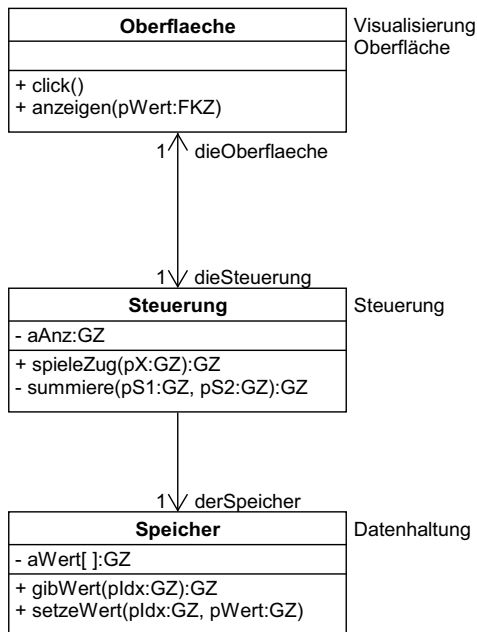 Oberflaeche
Visualisierung
Oberfläche
+ click()
+ anzeigen(pWert:FKZ)
1 dieOberflaeche
1 dieSteuerung
Steuerung
Steuerung
- aAnz:GZ
+ spieleZug(pX:GZ):GZ
- summiere(pS1:GZ, pS2:GZ):GZ
1 derSpeicher
Speicher
Datenhaltung
- aWert[ ]:GZ
+ gibWert(pIdx:GZ):GZ
+ setzeWert(pIdx:GZ, pWert:GZ)